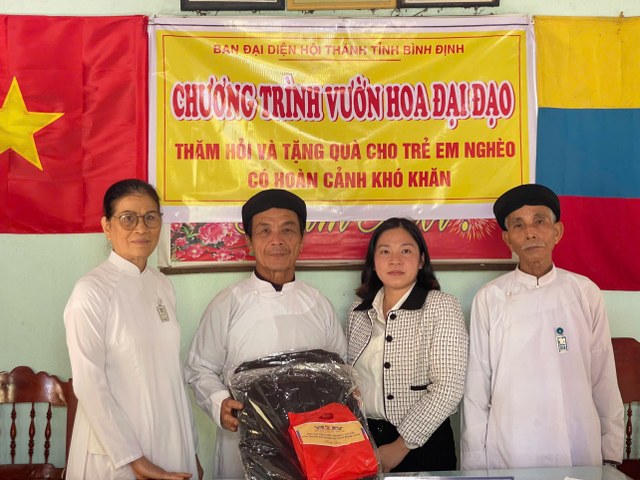 BAN ĐẠI DIỆN HỘI THÁNH TỈNH BÌNH ĐỊNH
CHƯƠNG TRÌNH VƯỜN HOA ĐẠI ĐẠO
THĂM HỎI VÀ TẶNG QUÀ CHO TRẺ EM NGHÈO
CÓ HOÀN CẢNH KHÓ KHĂN